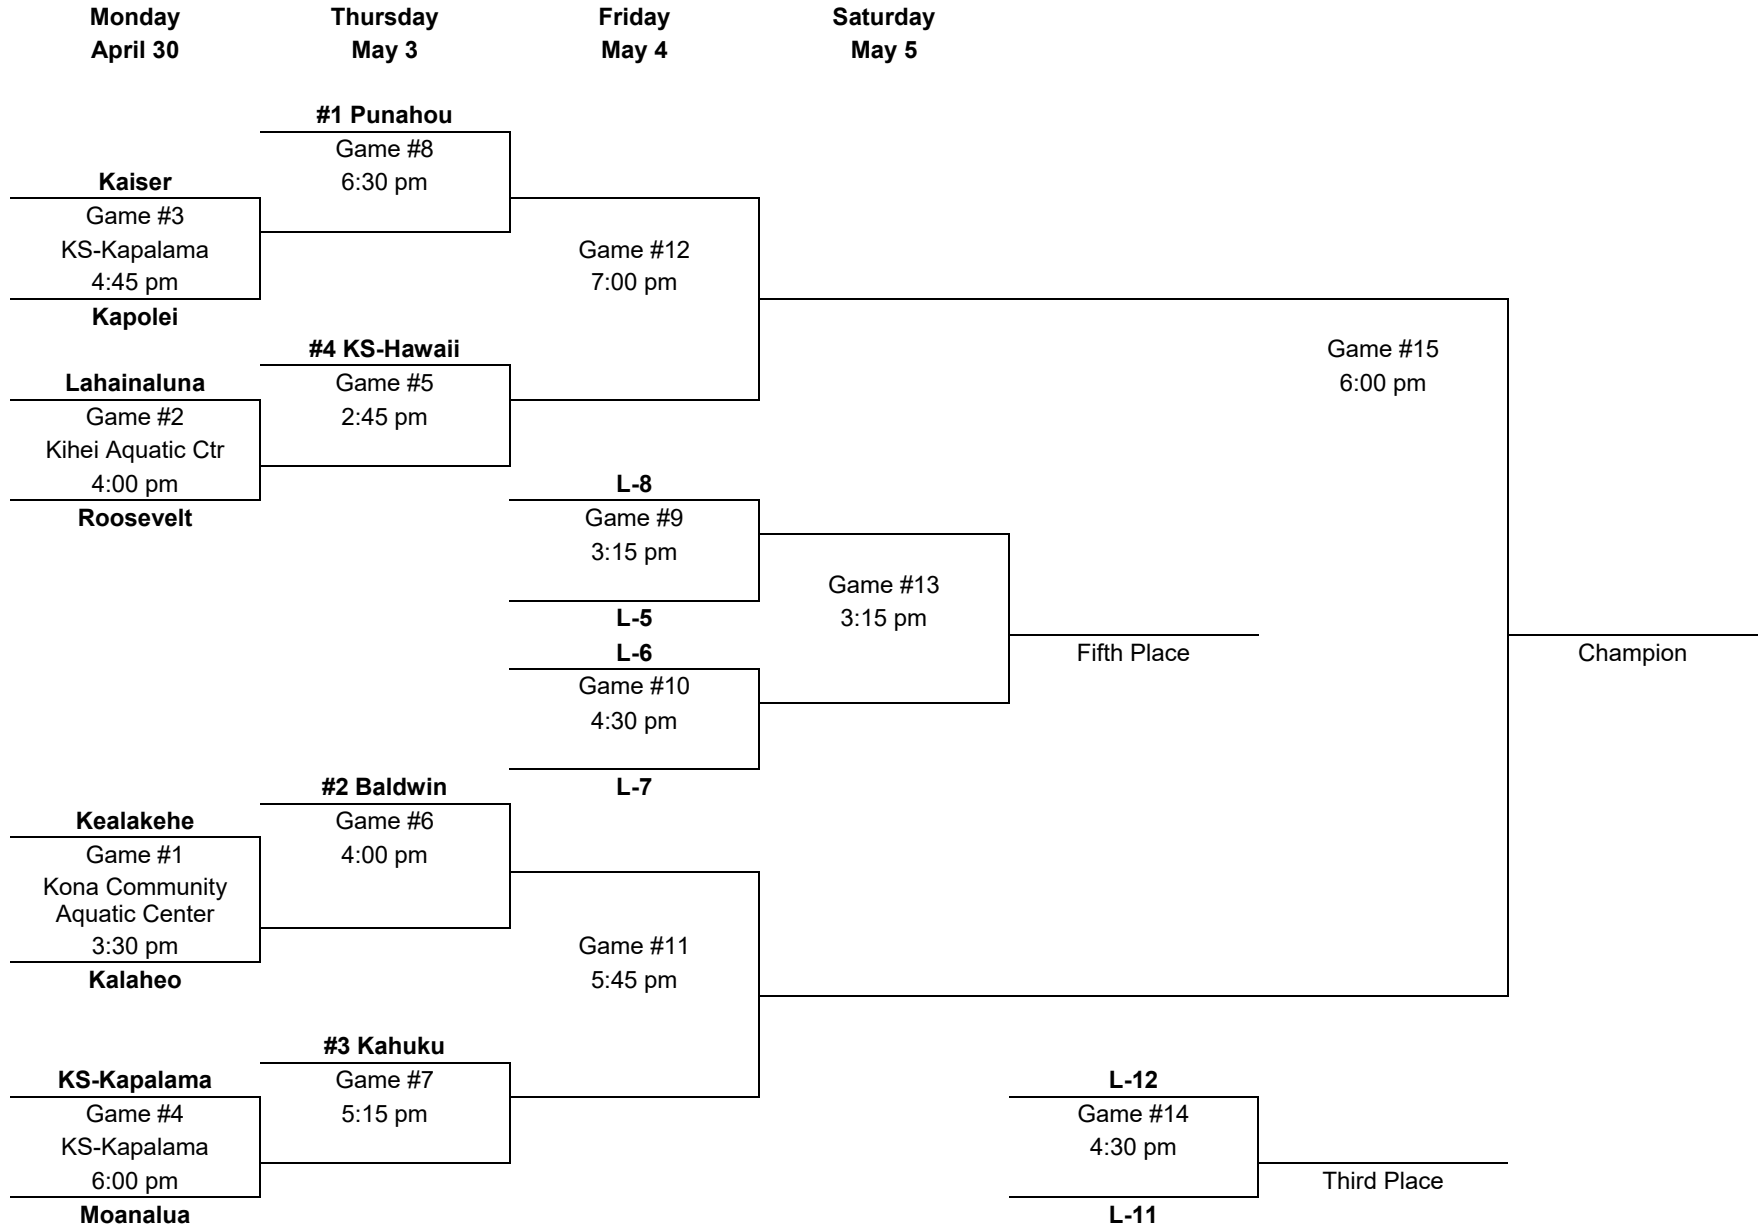 Monday
April 30
Thursday
May 3
Friday
May 4
Saturday
May 5
#1 Punahou
Game #8
6:30 pm
Kaiser
Game #3
KS-Kapalama
4:45 pm
Kapolei
Game #12
7:00 pm
#4 KS-Hawaii
Game #5
2:45 pm
Lahainaluna
Game #2
Kihei Aquatic Ctr
4:00 pm
Roosevelt
Game #15
6:00 pm
L-8
Game #9
3:15 pm
L-5
Game #13
3:15 pm
L-6
Game #10
4:30 pm
L-7
Fifth Place
Champion
#2 Baldwin
Game #6
4:00 pm
Kealakehe
Game #1
Kona Community
Aquatic Center
3:30 pm
Kalaheo
Game #11
5:45 pm
#3 Kahuku
Game #7
5:15 pm
KS-Kapalama
Game #4
KS-Kapalama
6:00 pm
Moanalua
L-12
Game #14
4:30 pm
L-11
Third Place